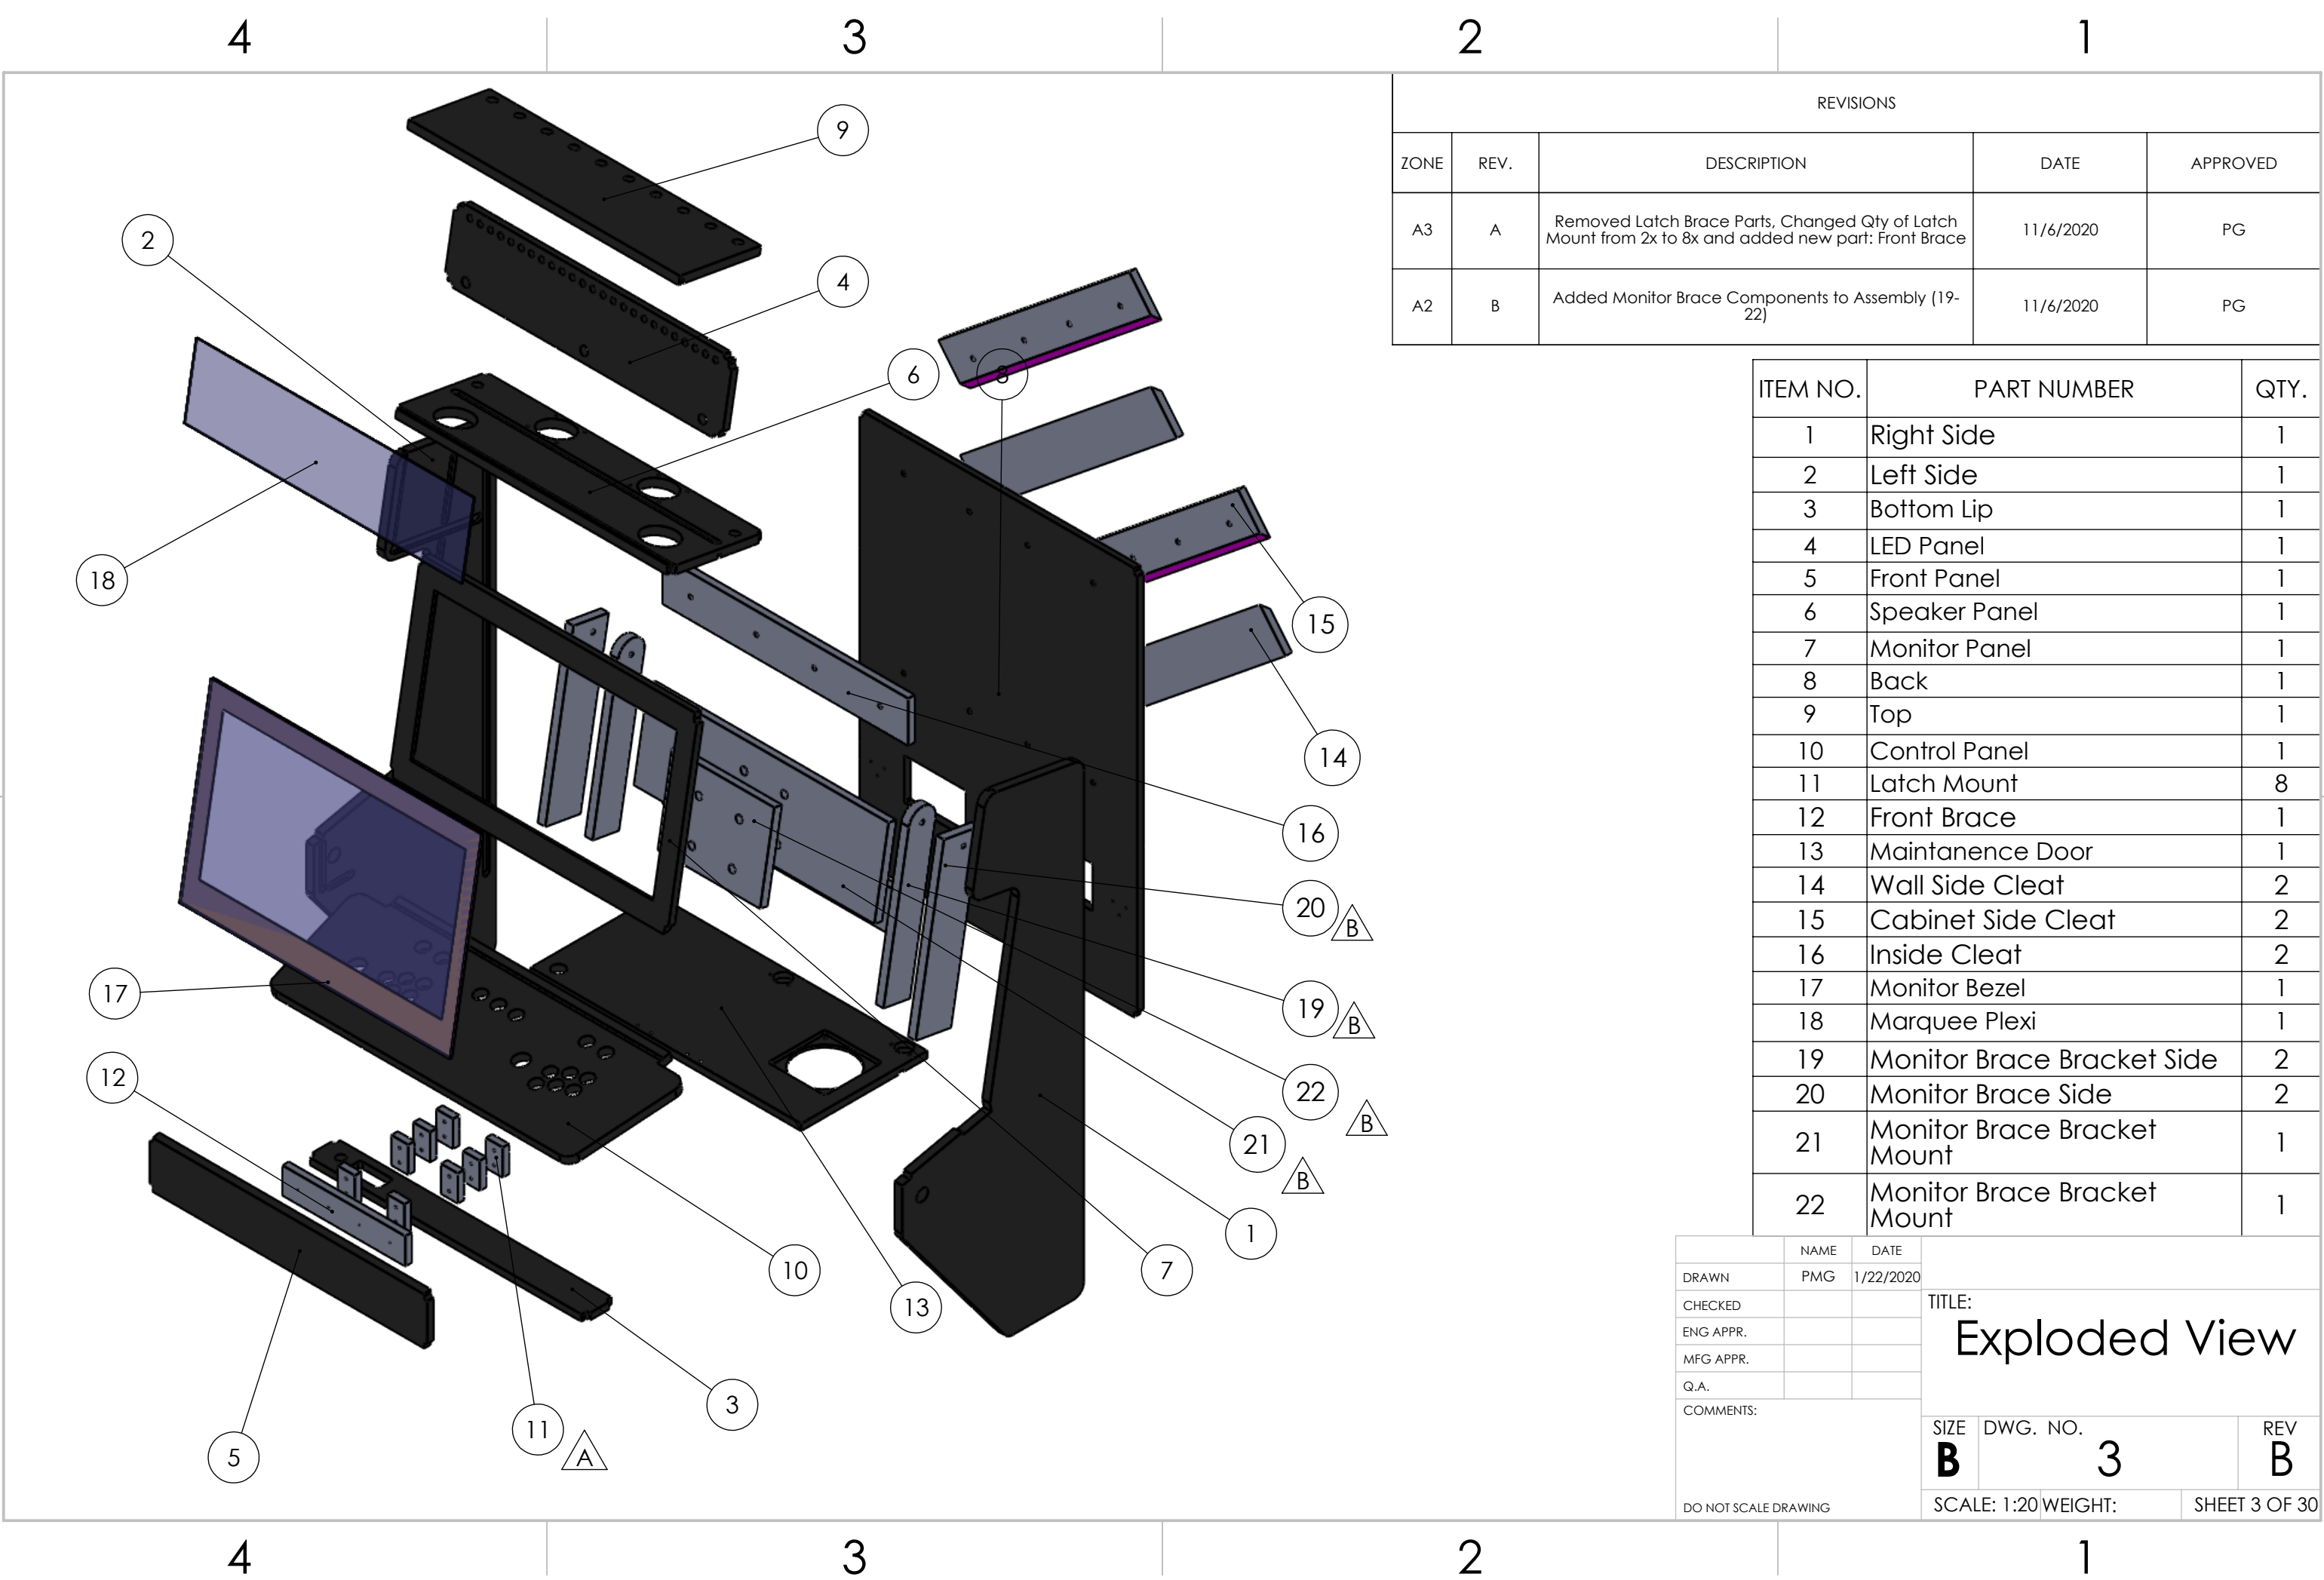 4 3 2 1
REVISIONS
ZONE REV. DESCRIPTION DATE APPROVED
A3 A Removed Latch Brace Parts, Changed Qty of Latch
Mount from 2x to 8x and added new part: Front Brace 11/6/2020 PG
A2 B Added Monitor Brace Components to Assembly (19-
22) 11/6/2020 PG
ITEM NO. PART NUMBER QTY.
1 Right Side 1
2 Left Side 1
3 Bottom Lip 1
4 LED Panel 1
5 Front Panel 1
6 Speaker Panel 1
7 Monitor Panel 1
8 Back 1
9 Top 1
10 Control Panel 1
11 Latch Mount 8
12 Front Brace 1
13 Maintanence Door 1
14 Wall Side Cleat 2
15 Cabinet Side Cleat 2
16 Inside Cleat 2
17 Monitor Bezel 1
18 Marquee Plexi 1
19 Monitor Brace Bracket Side 2
20 Monitor Brace Side 2
21 Monitor Brace Bracket
Mount 1
22 Monitor Brace Bracket
Mount 1
9
2
4
6
8
18
15
14
16
20 B
17
19 B
12
22 B
21 B
1
10
7
13
3
11 A
5
NAME DATE
DRAWN PMG 1/22/2020
CHECKED
ENG APPR.
MFG APPR.
Q.A.
COMMENTS:
DO NOT SCALE DRAWING
TITLE:
Exploded View
SIZE DWG. NO. REV
B 3 B
SCALE: 1:20 WEIGHT: SHEET 3 OF 30
4 3 2 1